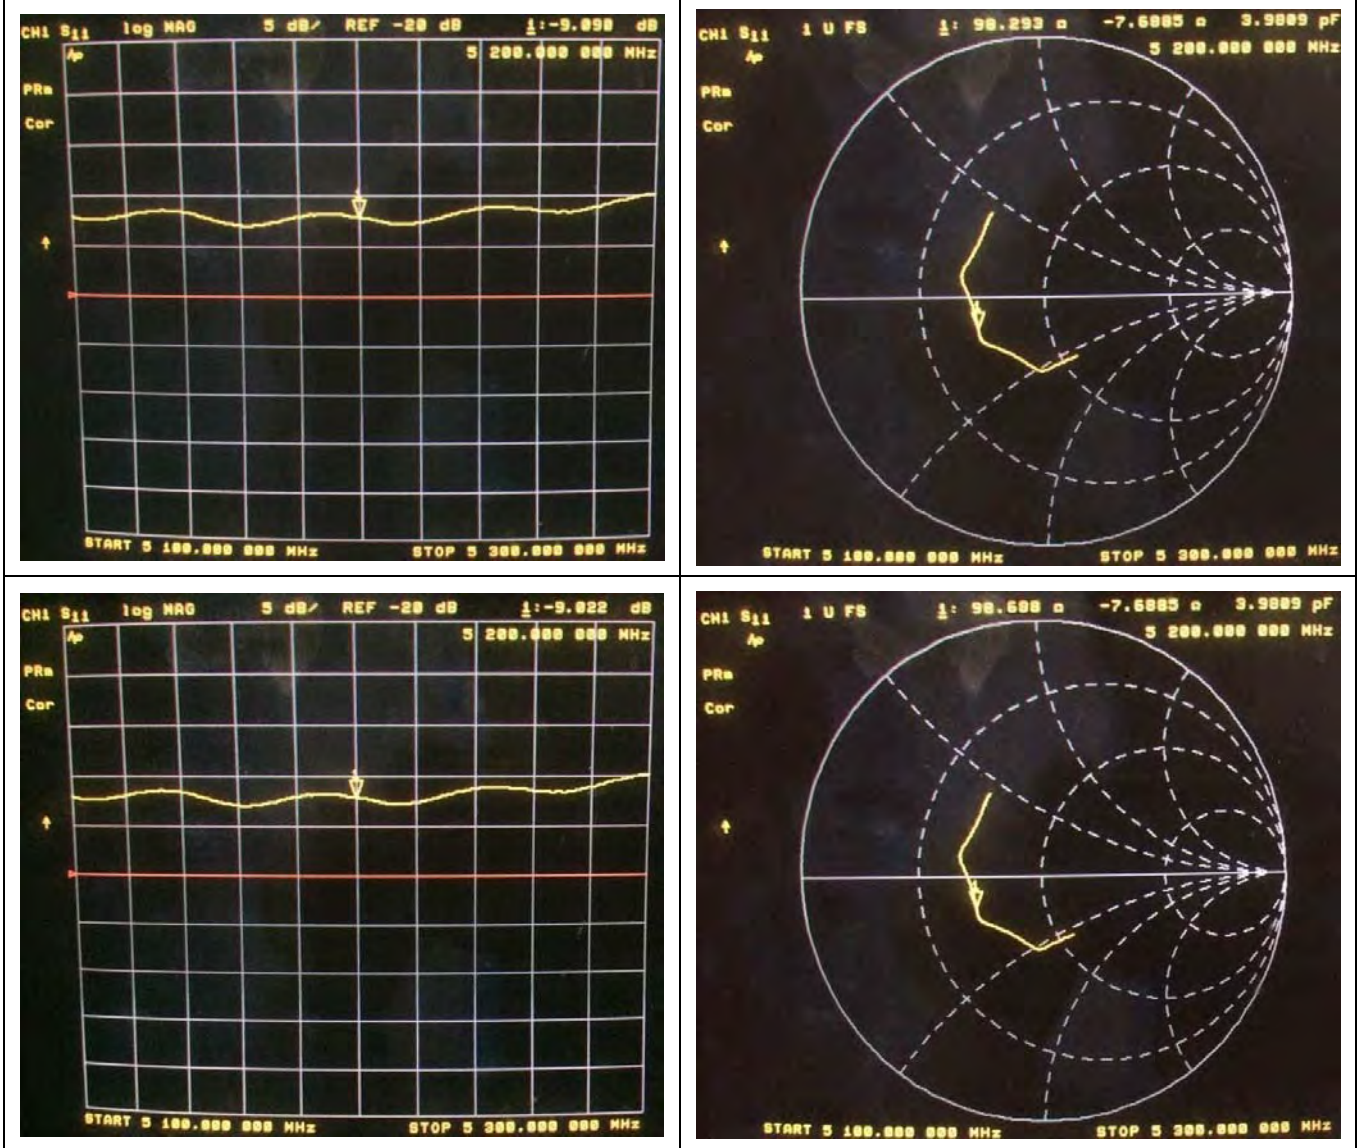 CH1 S11 log MAG 5 dB/ REF -20 dB 1:-9.090 dB
5 200.000 000 MHz
PRm
Cor
START 5 100.000 000 MHz STOP 5 300.000 000 MHz
CH1 S11 1 U FS 1: 98.293 Ω -7.6885 Ω 3.9809 pF
5 200.000 000 MHz
PRm
Cor
START 5 100.000 000 MHz STOP 5 300.000 000 MHz
CH1 S11 log MAG 5 dB/ REF -20 dB 1:-9.022 dB
5 200.000 000 MHz
PRm
Cor
START 5 100.000 000 MHz STOP 5 300.000 000 MHz
CH1 S11 1 U FS 1: 98.688 Ω -7.6885 Ω 3.9809 pF
5 200.000 000 MHz
PRm
Cor
START 5 100.000 000 MHz STOP 5 300.000 000 MHz